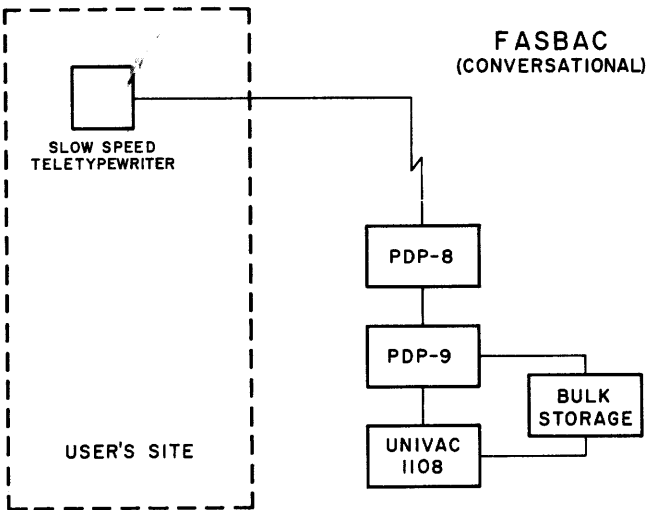 FASBAC
(CONVERSATIONAL)
SLOW SPEED
TELETYPEWRITER
PDP-8
PDP-9
BULK
STORAGE
UNIVAC
1108
USER'S SITE